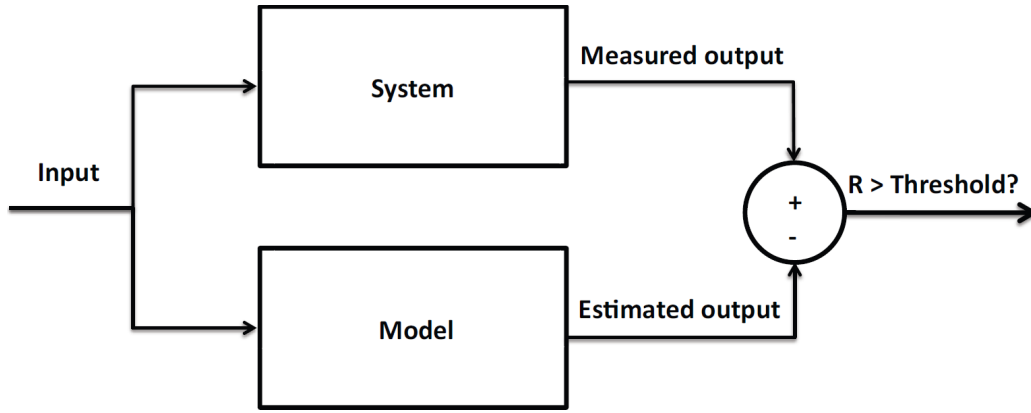 Measured output
System
Input
R > Threshold?
+
-
Estimated output
Model